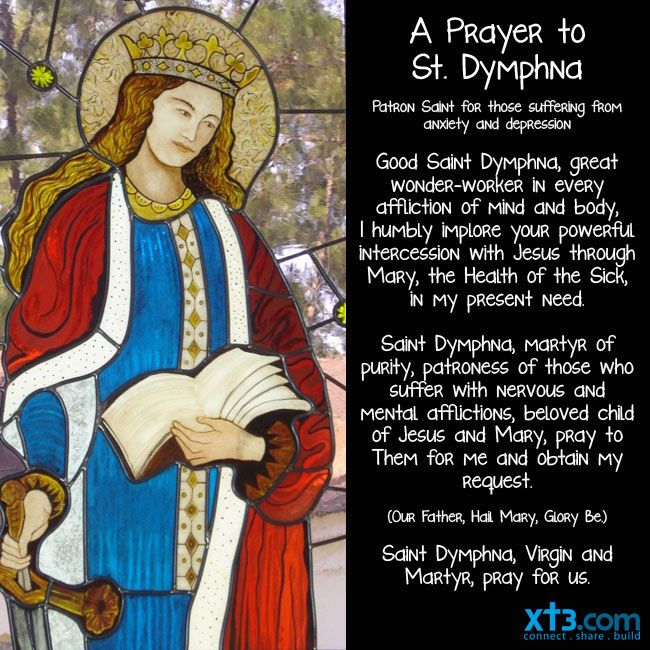 A Prayer to
St. Dymphna
Patron Saint for those suffering from
anxiety and depression
Good Saint Dymphna, great
wonder-worker in every
affliction of mind and body,
I humbly implore your powerful
intercession with Jesus through
Mary, the Health of the Sick,
in my present need.
Saint Dymphna, martyr of
purity, patroness of those who
suffer with nervous and
mental afflictions, beloved child
of Jesus and Mary, pray to
Them for me and obtain my
request.
(Our Father, Hail Mary, Glory Be.)
Saint Dymphna, Virgin and
Martyr, pray for us.
xt3.com
connect . share . build